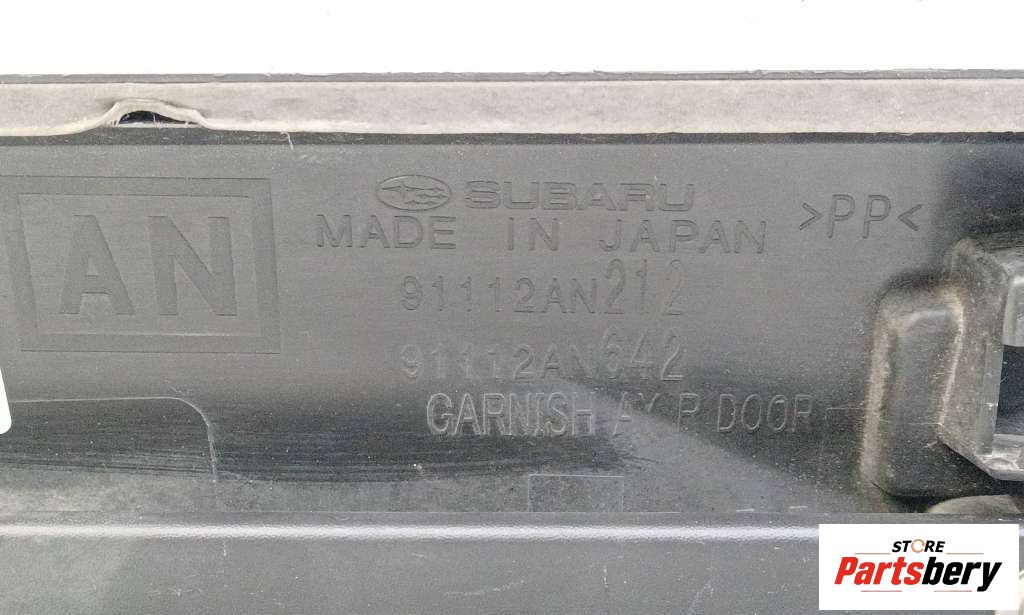 AN
SUBARU
MADE IN JAPAN >PP<
91112AN212
91112AN642
GARNISH AY R DOOR
STORE
Partsbery